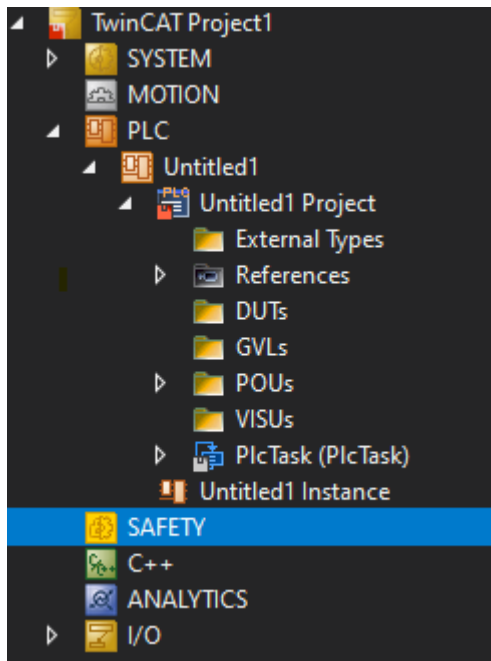 TwinCAT Project1
SYSTEM
MOTION
PLC
Untitled1
Untitled1 Project
External Types
References
DUTs
GVLs
POUs
VISUs
PlcTask (PlcTask)
Untitled1 Instance
SAFETY
C++
ANALYTICS
I/O